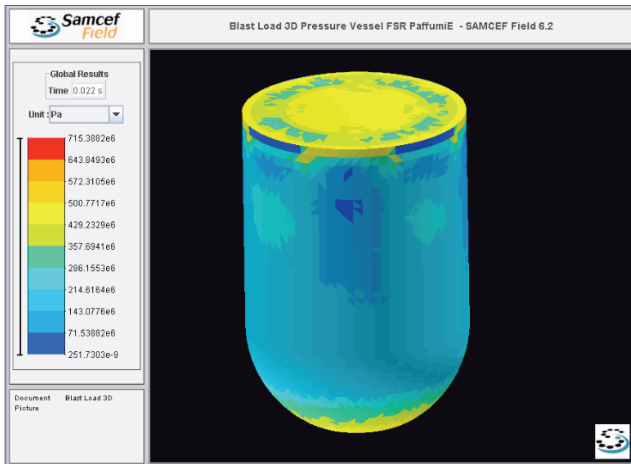 Samcef
Field
Blast Load 3D Pressure Vessel FSR PaffumiE - SAMCEF Field 6.2
Global Results
Time 0.022 s
Unit : Pa
715.3882e6
643.8493e6
572.3105e6
500.7717e6
429.2329e6
357.6941e6
286.1553e6
214.6164e6
143.0776e6
71.53882e6
251.7303e-9
Document Blast Load 3D
Picture